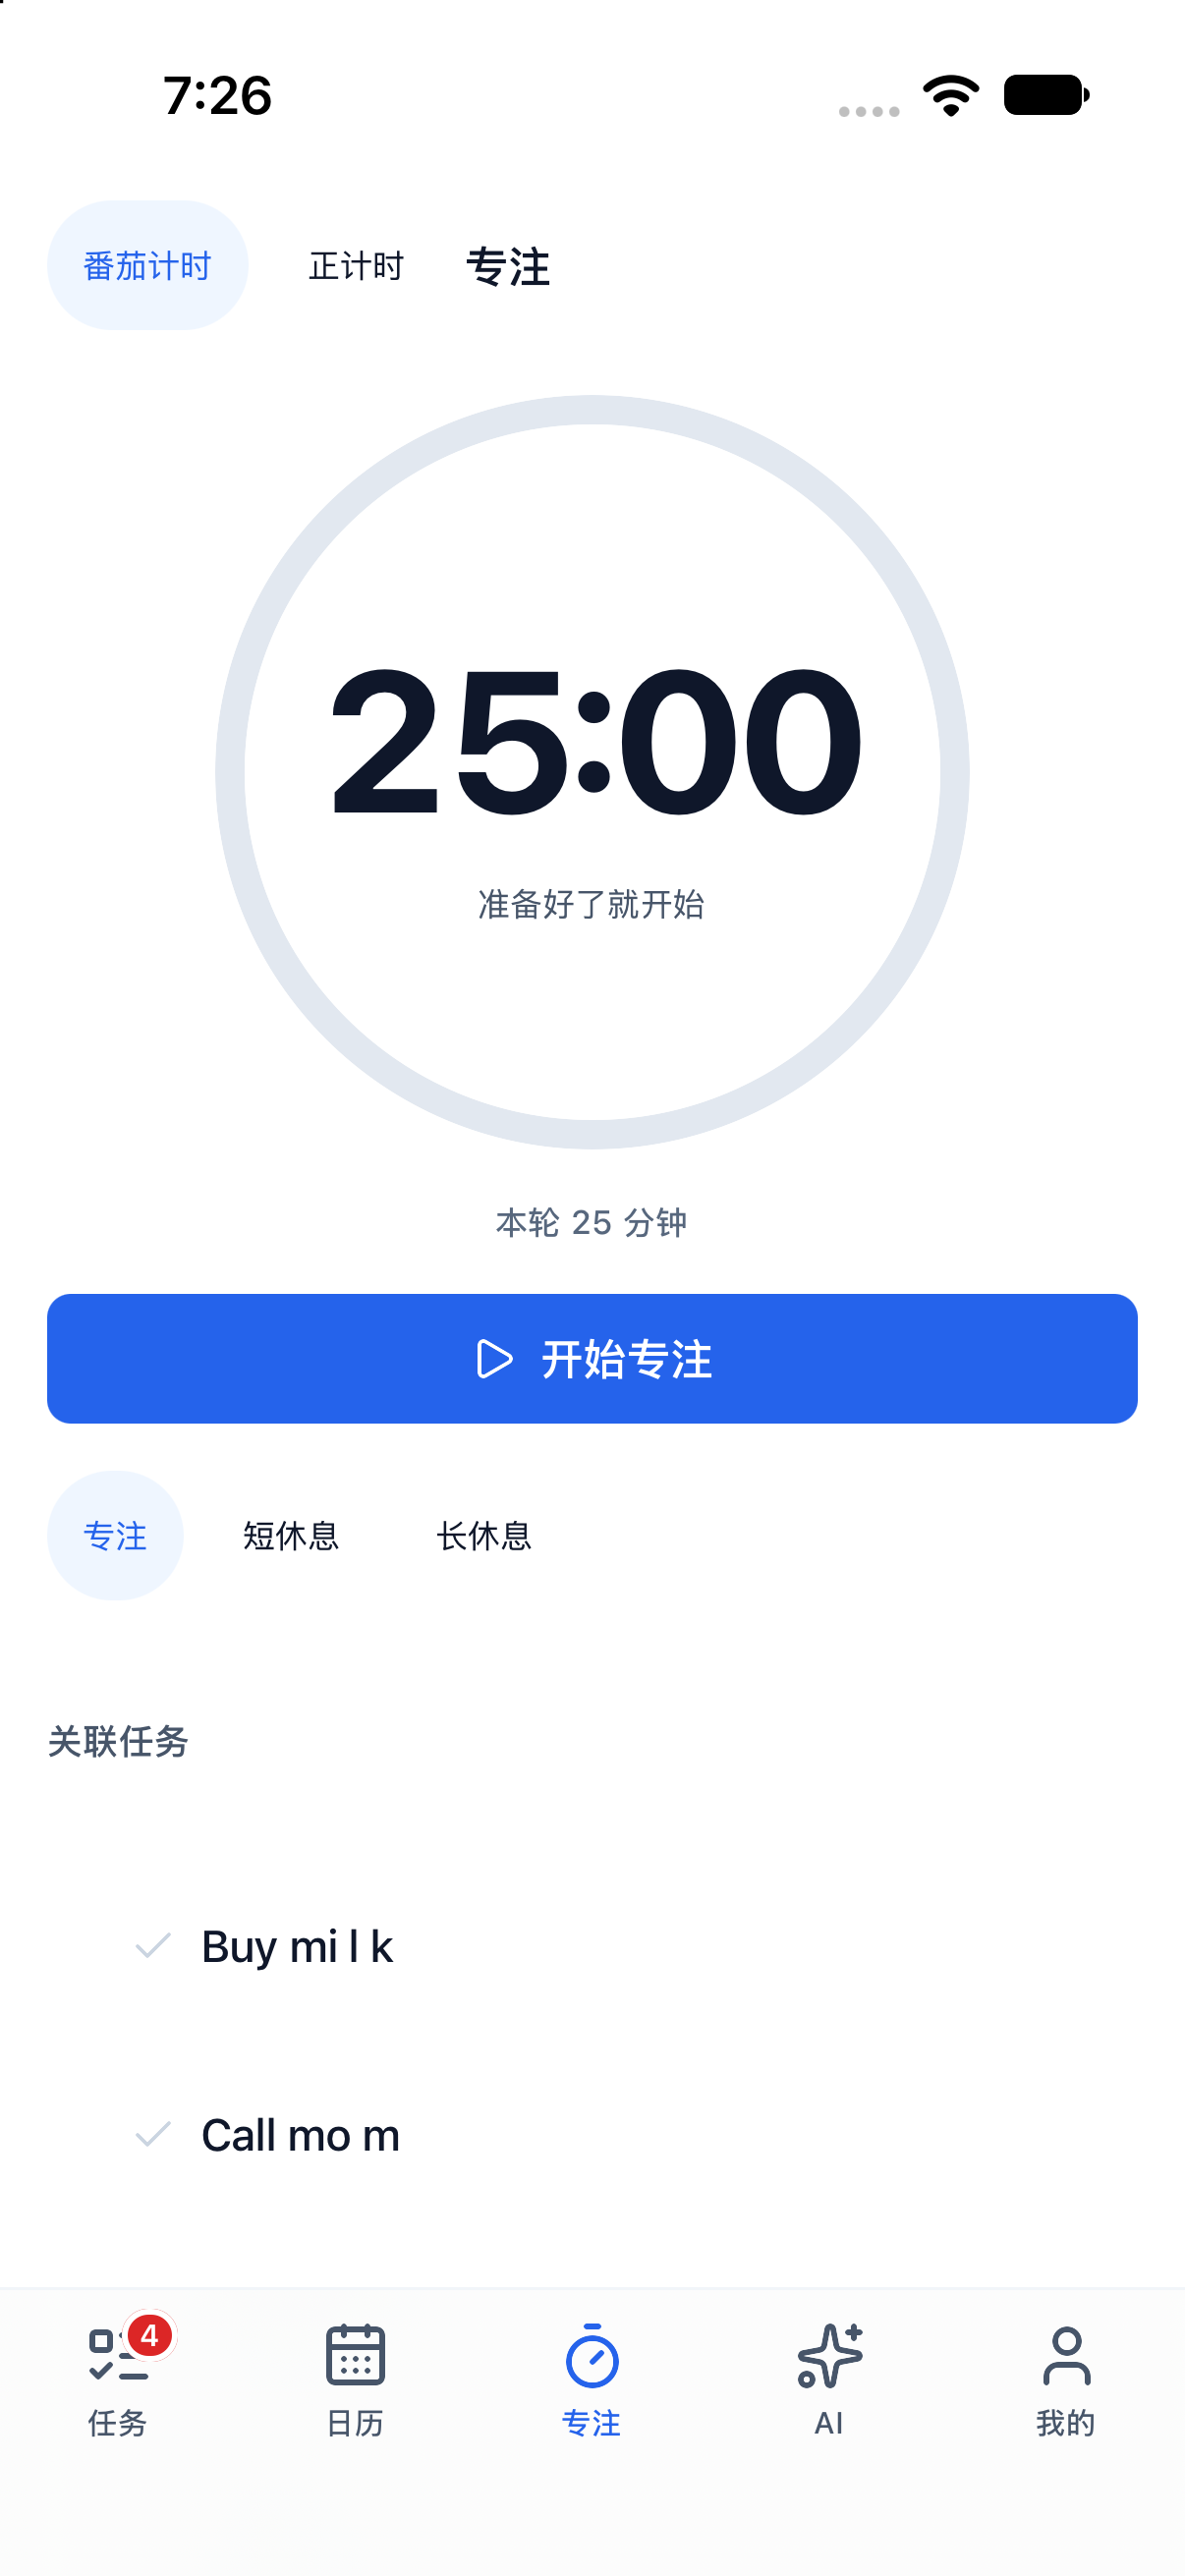 7:26
番茄计时 正计时 专注
25:00
准备好了就开始
本轮 25 分钟
开始专注
专注 短休息 长休息
关联任务
Buy mi l k
Call mo m
4
任务 日历 专注 AI 我的